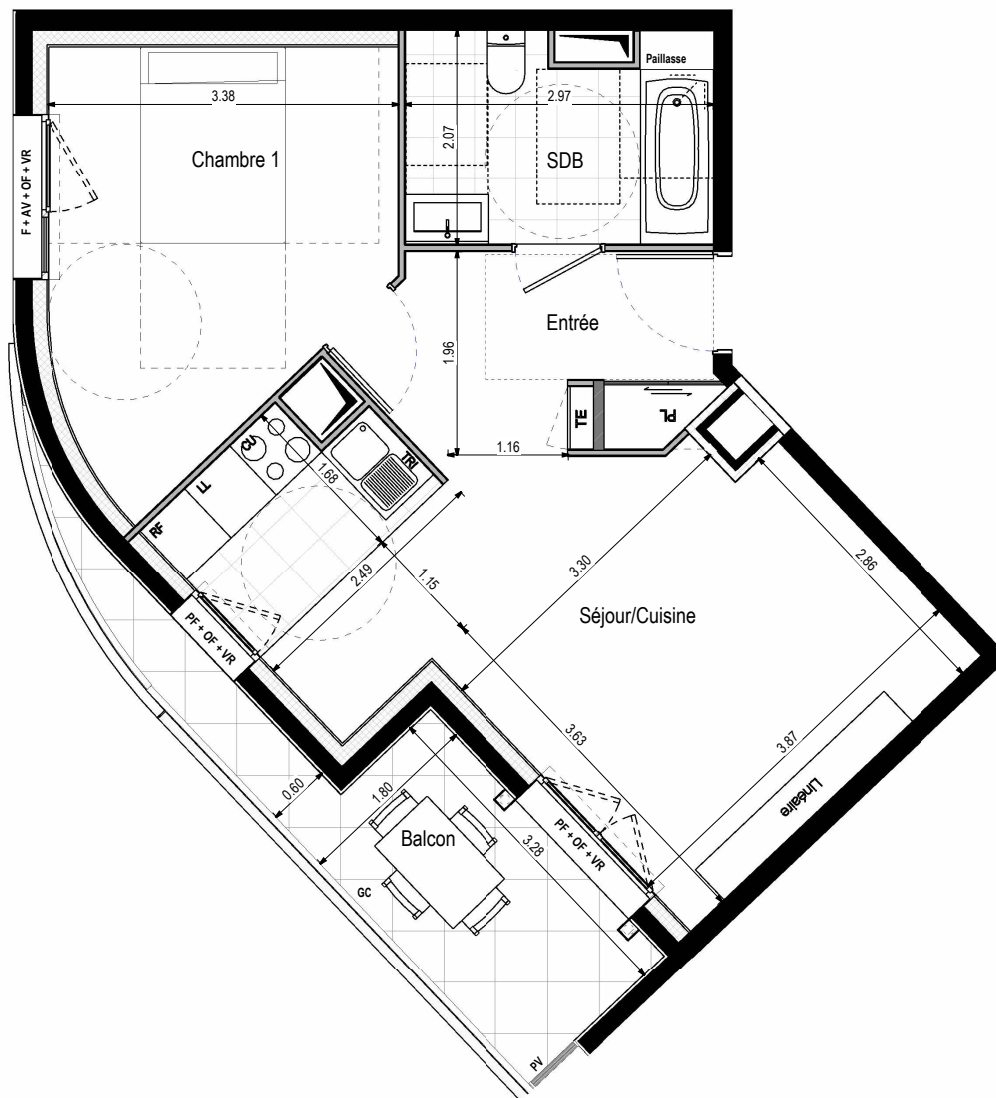 Paillasse
3.38
2.97
2.07
Chambre 1
SDB
F + AV + OF + VR
Entrée
1.96
TE
PL
1.16
CU
TRI
1.68
LL
RF
3.30
2.86
2.49
1.15
Séjour/Cuisine
PF + OF + VR
3.63
3.87
0.60
1.80
Linéaire
Balcon
3.28
PF + OF + VR
GC
PV